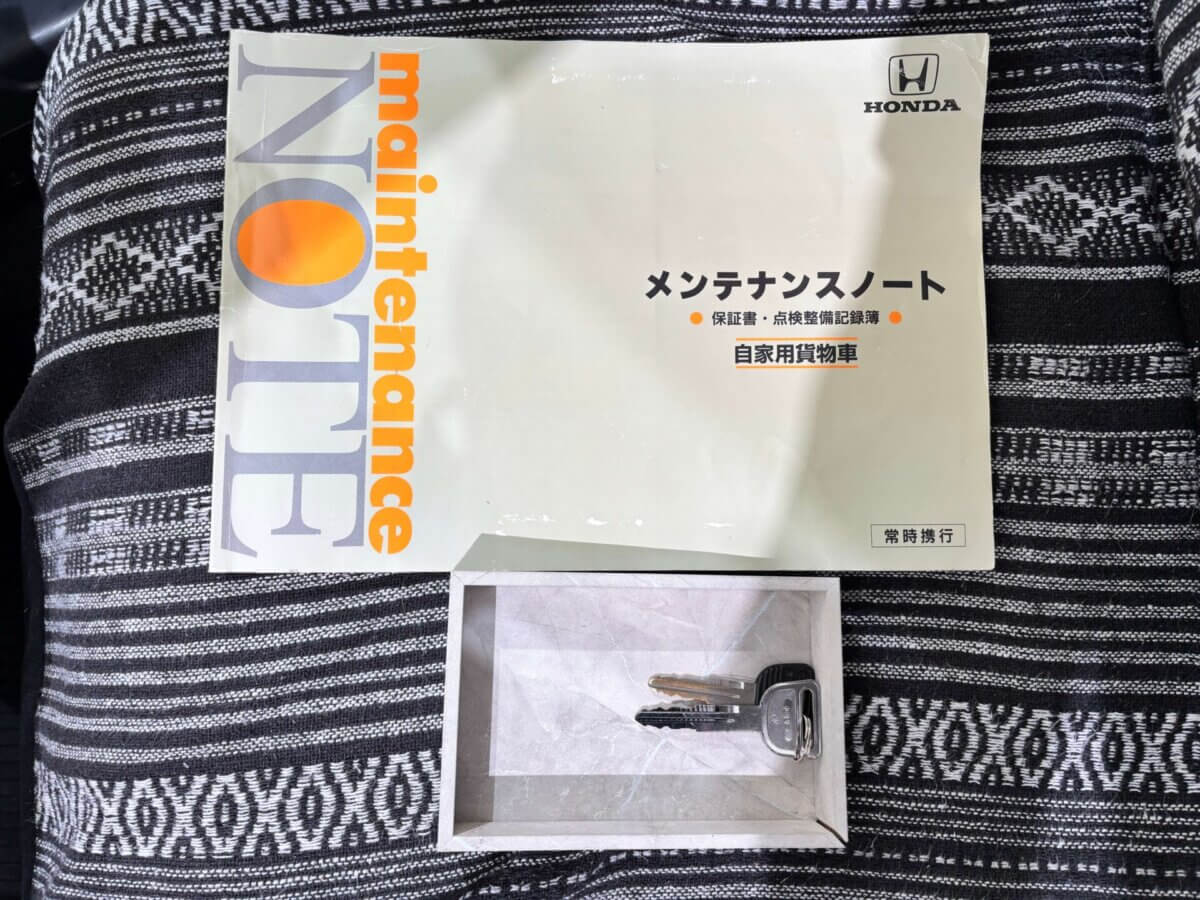 maintenance
NOTE
HONDA
メンテナンスノート
● 保証書・点検整備記録簿 ●
自家用貨物車
常時携行